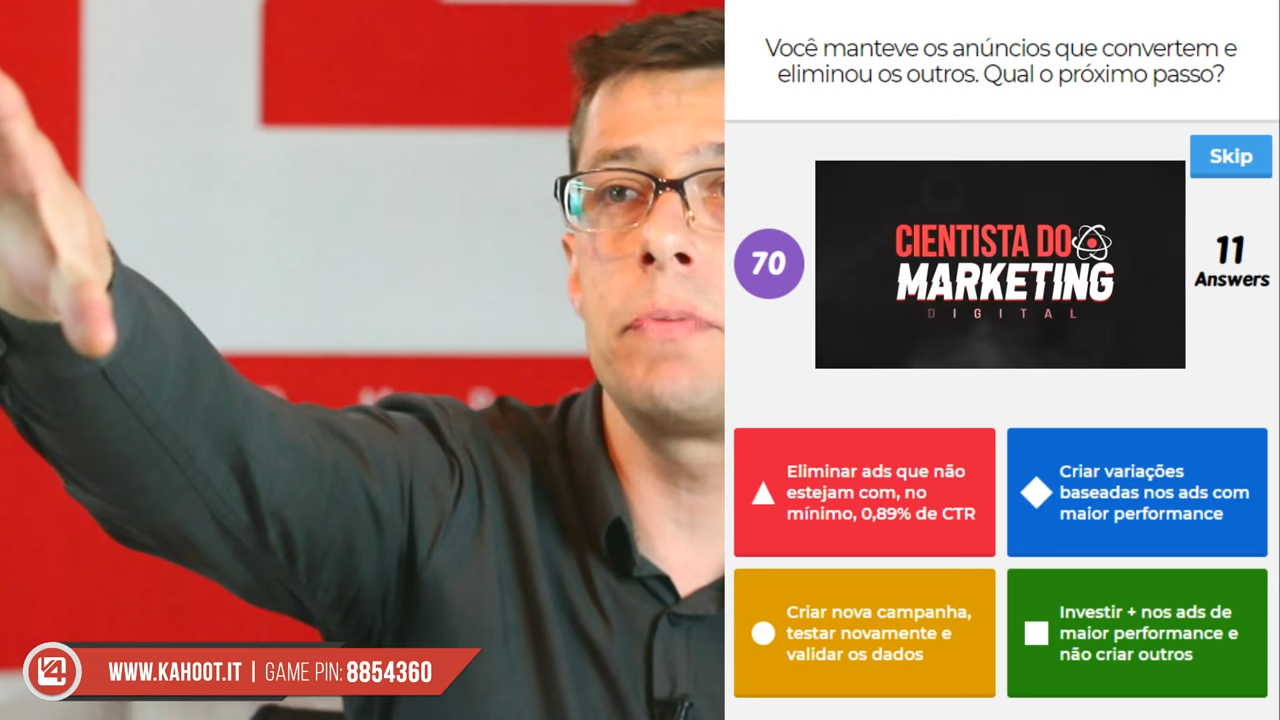 Você manteve os anúncios que convertem e
eliminou os outros. Qual o próximo passo?
Skip
70
CIENTISTA DO
MARKETING
DIGITAL
11
Answers
Eliminar ads que não
estejam com, no
mínimo, 0,89% de CTR
Criar variações
baseadas nos ads com
maior performance
Criar nova campanha,
testar novamente e
validar os dados
Investir + nos ads de
maior performance e
não criar outros
V4
WWW.KAHOOT.IT | GAME PIN: 8854360